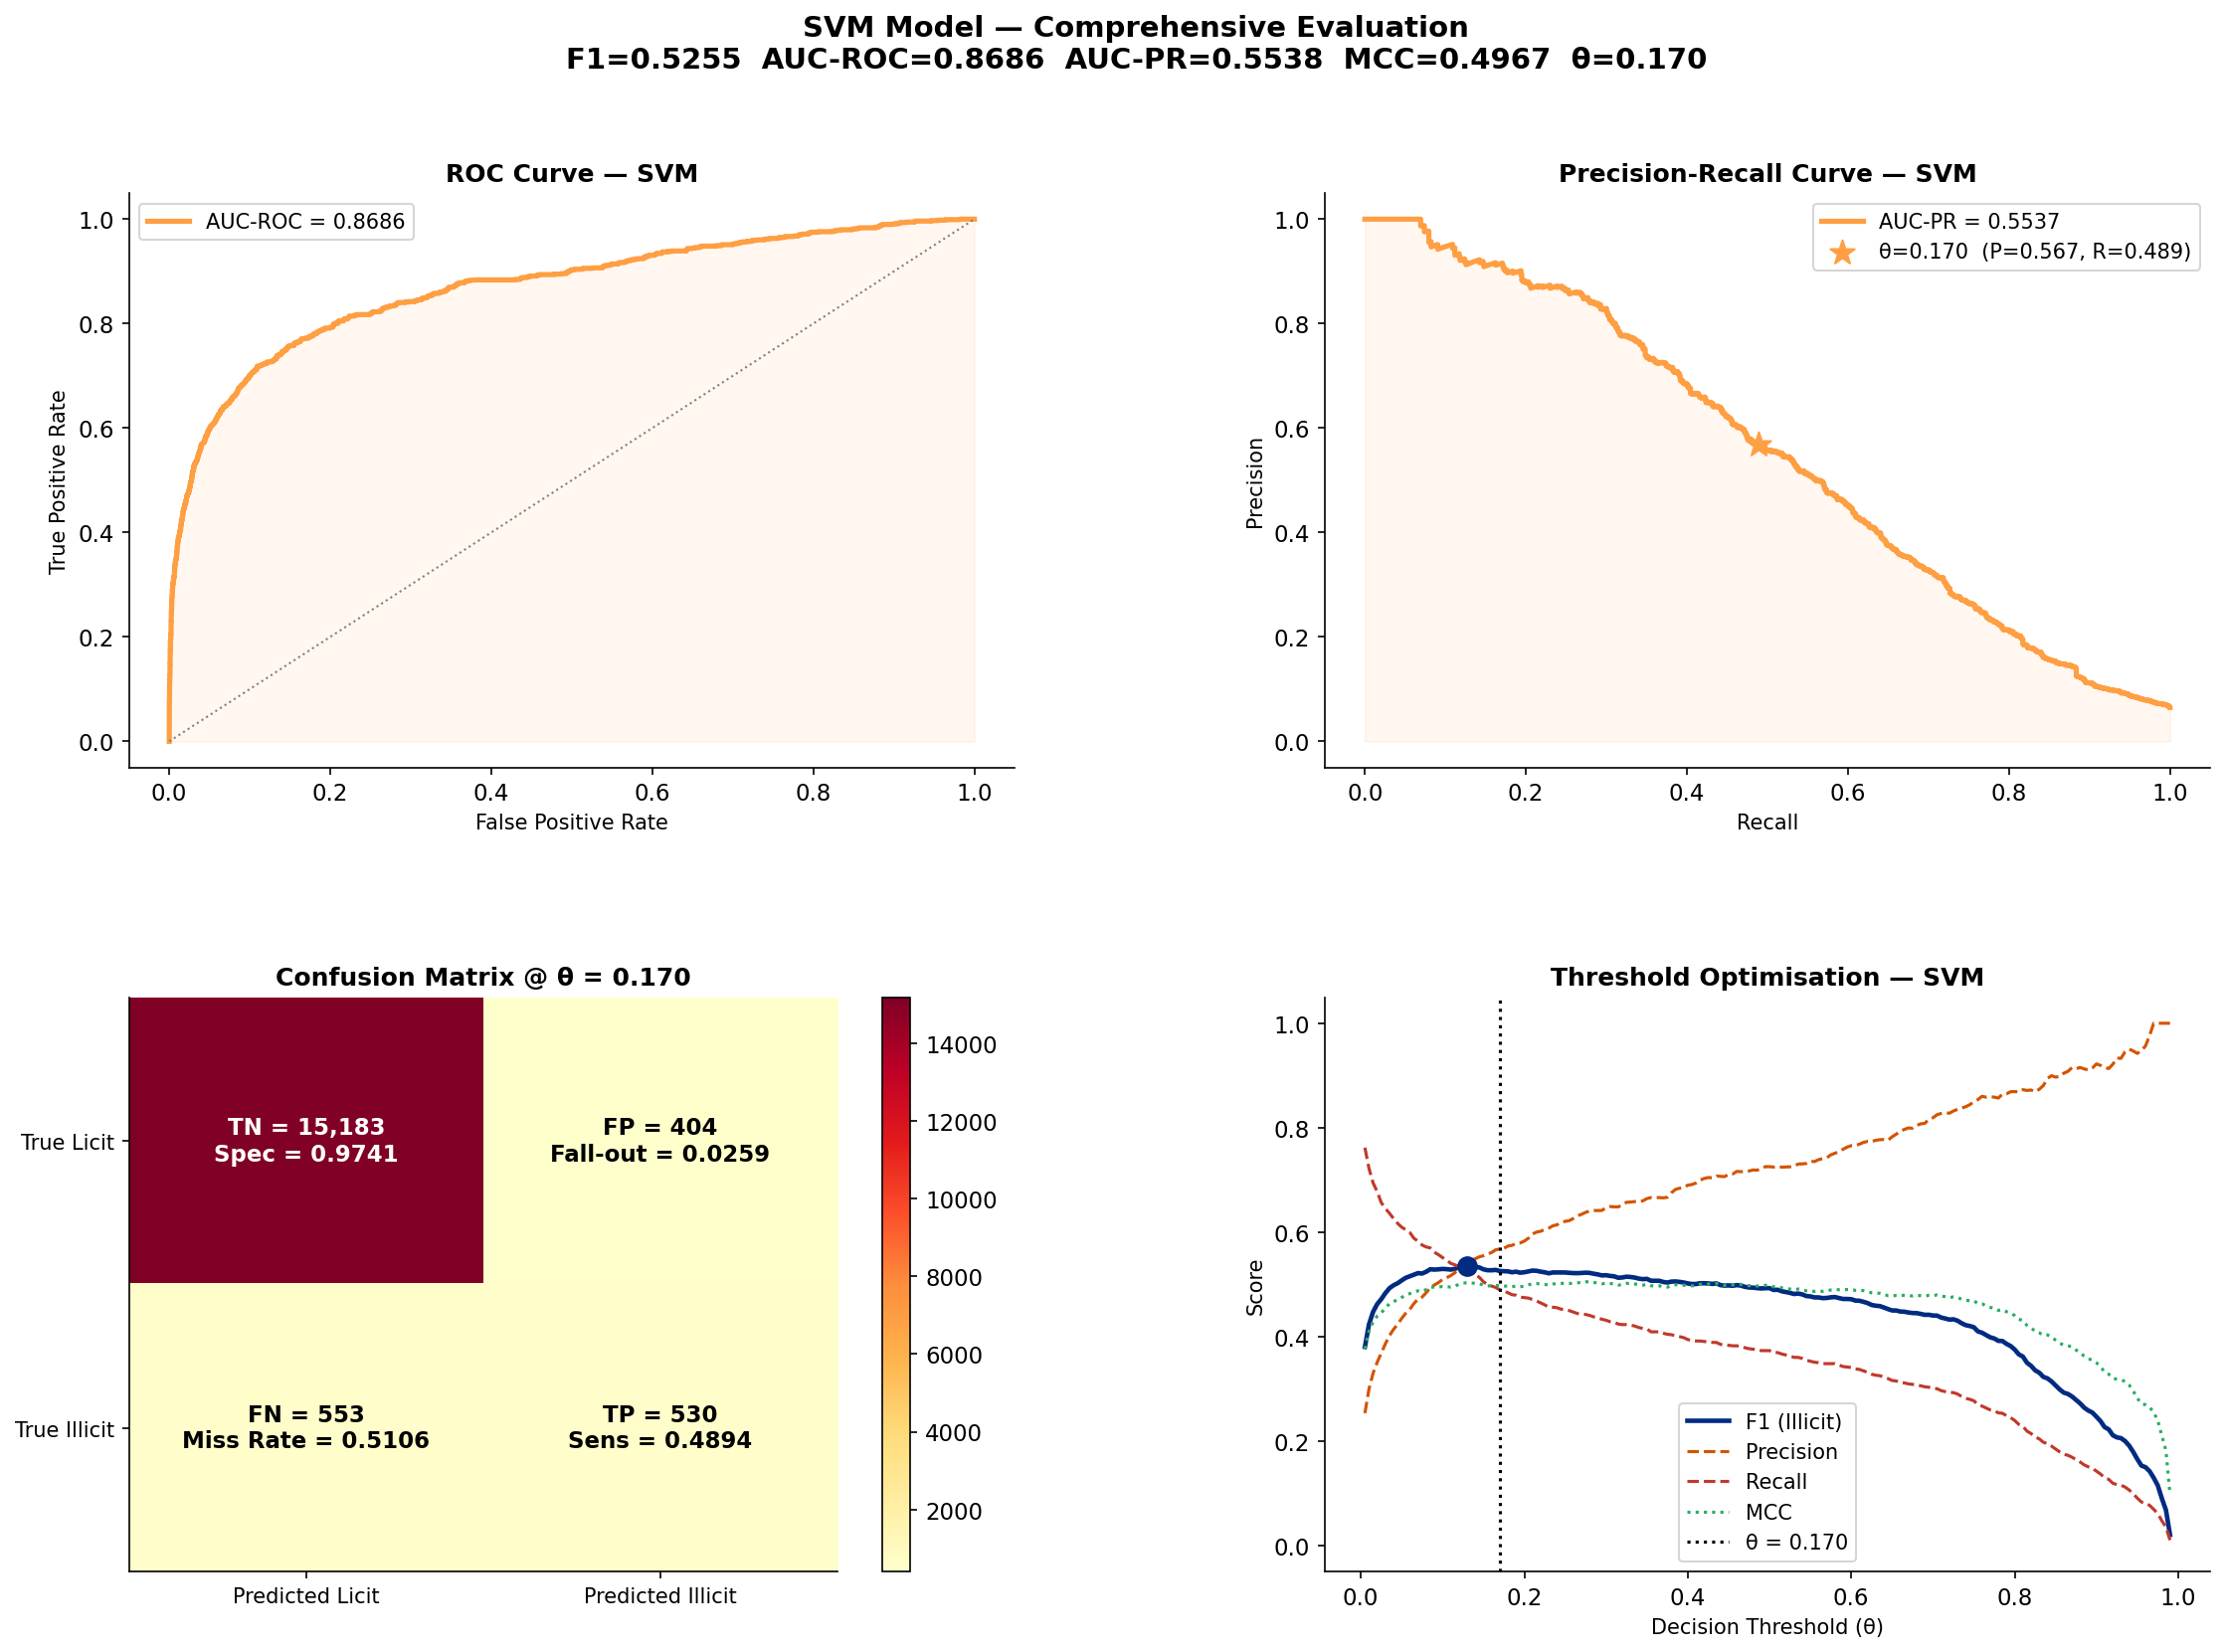 SVM Model — Comprehensive Evaluation
F1=0.5255 AUC-ROC=0.8686 AUC-PR=0.5538 MCC=0.4967 θ=0.170
ROC Curve — SVM
AUC-ROC = 0.8686
1.0
0.8
0.6
0.4
0.2
0.0
True Positive Rate
0.0 0.2 0.4 0.6 0.8 1.0
False Positive Rate
Precision-Recall Curve — SVM
AUC-PR = 0.5537
θ=0.170 (P=0.567, R=0.489)
1.0
0.8
0.6
0.4
0.2
0.0
Precision
0.0 0.2 0.4 0.6 0.8 1.0
Recall
Confusion Matrix @ θ = 0.170
True Licit
True Illicit
TN = 15,183
Spec = 0.9741
FP = 404
Fall-out = 0.0259
FN = 553
Miss Rate = 0.5106
TP = 530
Sens = 0.4894
Predicted Licit Predicted Illicit
14000
12000
10000
8000
6000
4000
2000
Threshold Optimisation — SVM
1.0
0.8
0.6
0.4
0.2
0.0
Score
F1 (Illicit)
Precision
Recall
MCC
θ = 0.170
0.0 0.2 0.4 0.6 0.8 1.0
Decision Threshold (θ)